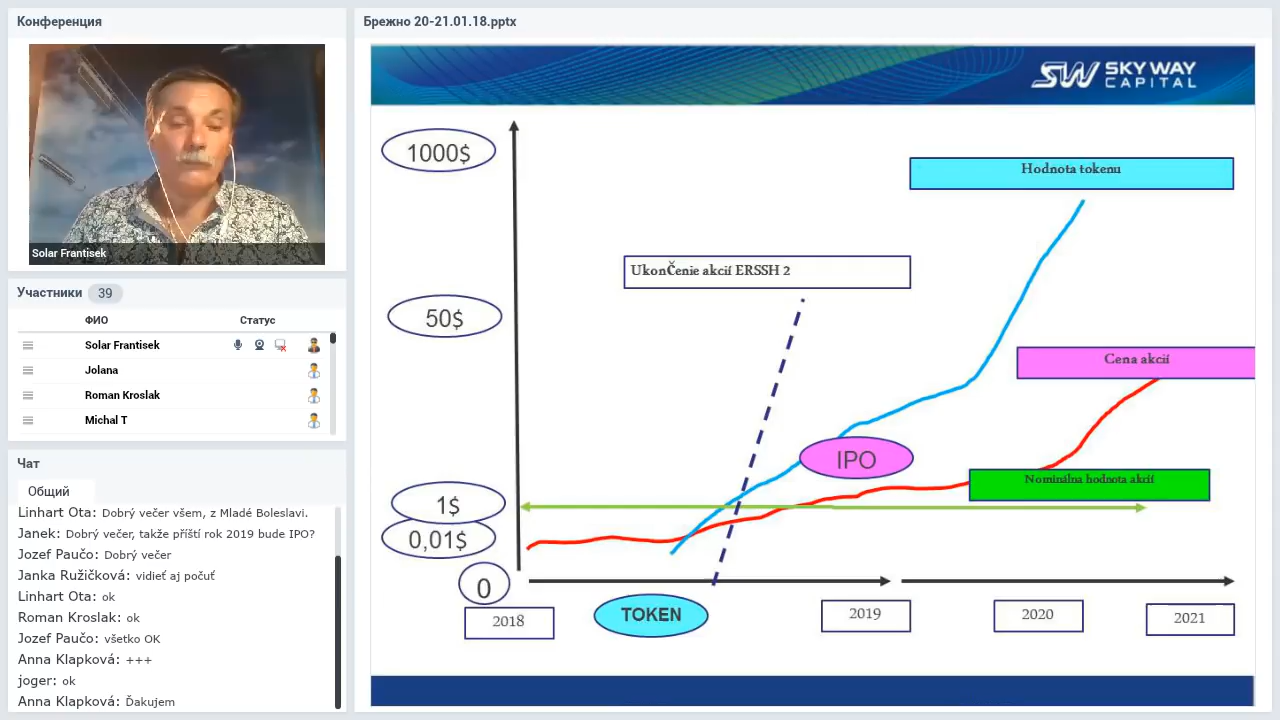 Конференция
Solar Frantisek
Участники 39
ФИО Статус
Solar Frantisek
Jolana
Roman Kroslak
Michal T
Чат
Общий
Linhart Ota: Dobrý večer všem, z Mladé Boleslavi.
Janek: Dobrý večer, takže příští rok 2019 bude IPO?
Jozef Paučo: Dobrý večer
Janka Ružičková: vidieť aj počuť
Linhart Ota: ok
Roman Kroslak: ok
Jozef Paučo: všetko OK
Anna Klapková: +++
joger: ok
Anna Klapková: Ďakujem
Брежно 20-21.01.18.pptx
SW SKY WAY
CAPITAL
1000$
Hodnota tokenu
UkonČenie akcií ERSSH 2
50$
Cena akcií
IPO
Nominálna hodnota akcií
1$
0,01$
0
2018
TOKEN
2019
2020
2021